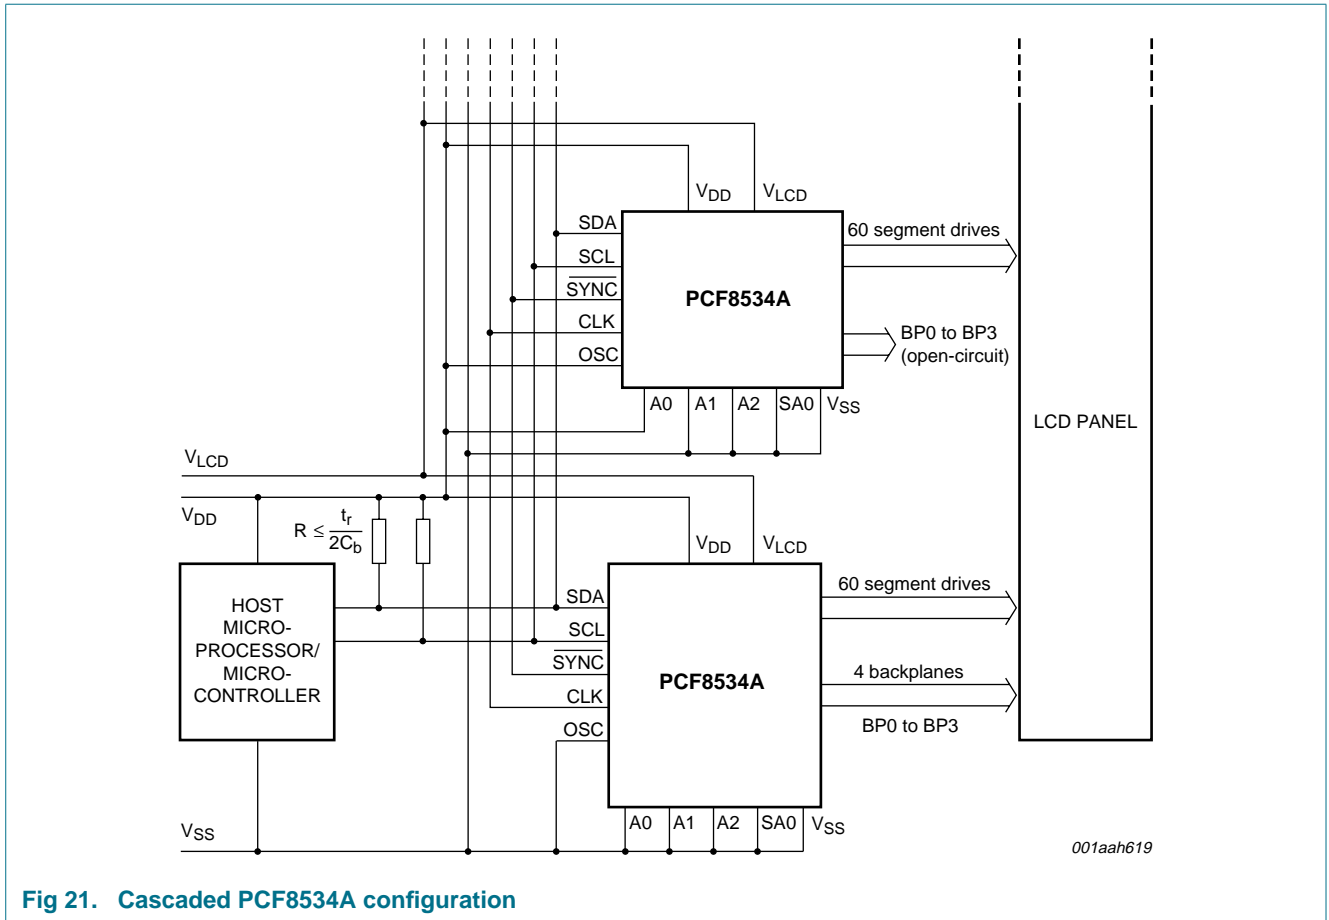 VDD
VLCD
SDA
SCL
SYNC
CLK
OSC
PCF8534A
60 segment drives
BP0 to BP3
(open-circuit)
A0 A1 A2 SA0 VSS
LCD PANEL
VLCD
VDD
R ≤ tr/2Cb
VDD
VLCD
HOST
MICRO-
PROCESSOR/
MICRO-
CONTROLLER
SDA
SCL
SYNC
CLK
OSC
PCF8534A
60 segment drives
4 backplanes
BP0 to BP3
A0 A1 A2 SA0 VSS
VSS
001aah619
Fig 21. Cascaded PCF8534A configuration